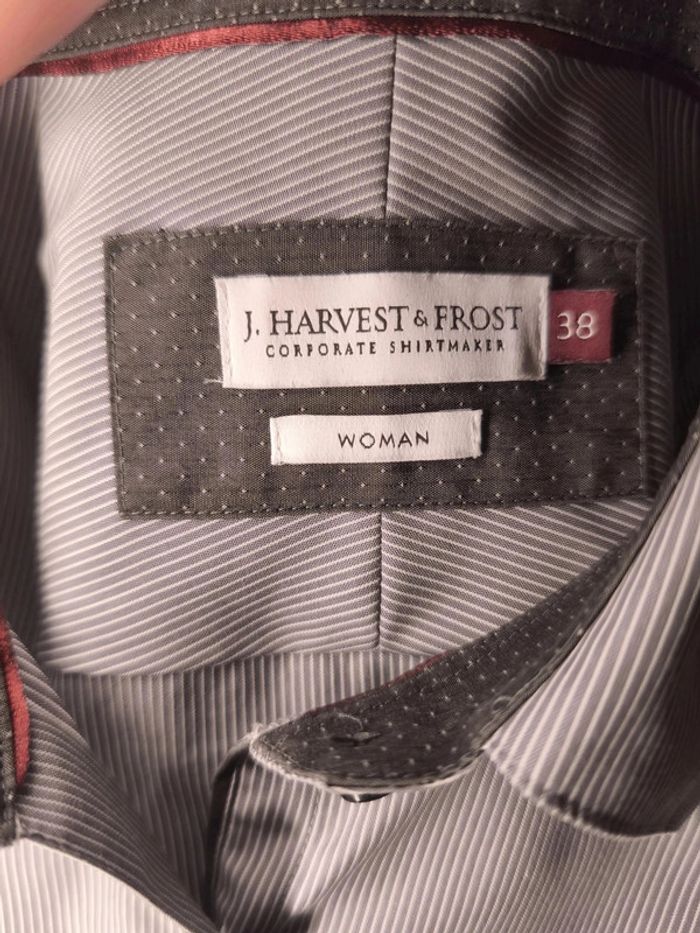 J. HARVEST & FROST
CORPORATE SHIRTMAKER
38
WOMAN